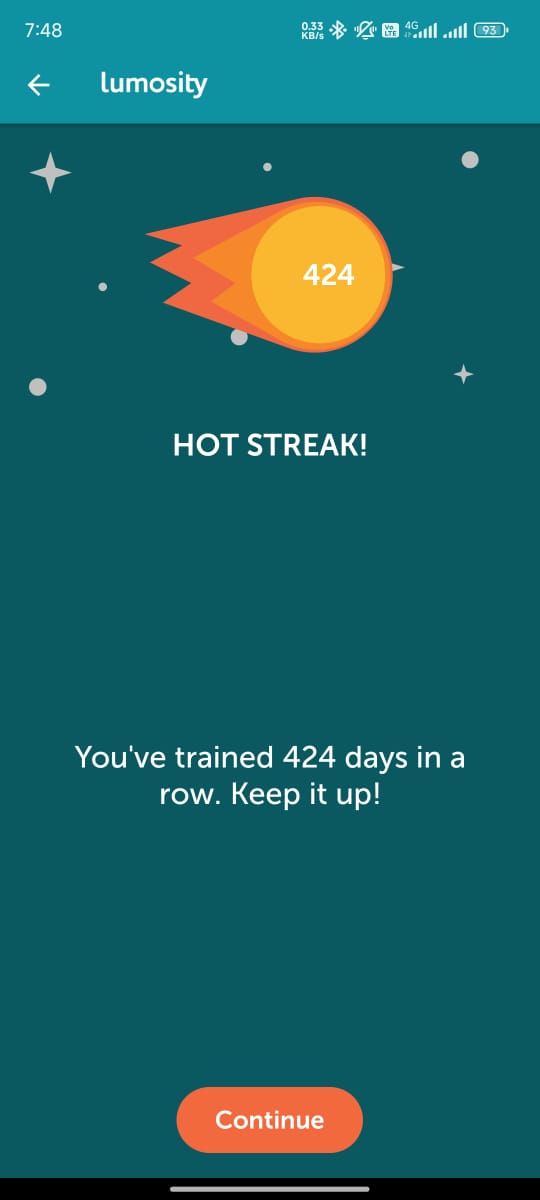 7:48
0.33
KB/s
Vo
LTE
4G
93
lumosity
424
HOT STREAK!
You've trained 424 days in a
row. Keep it up!
Continue